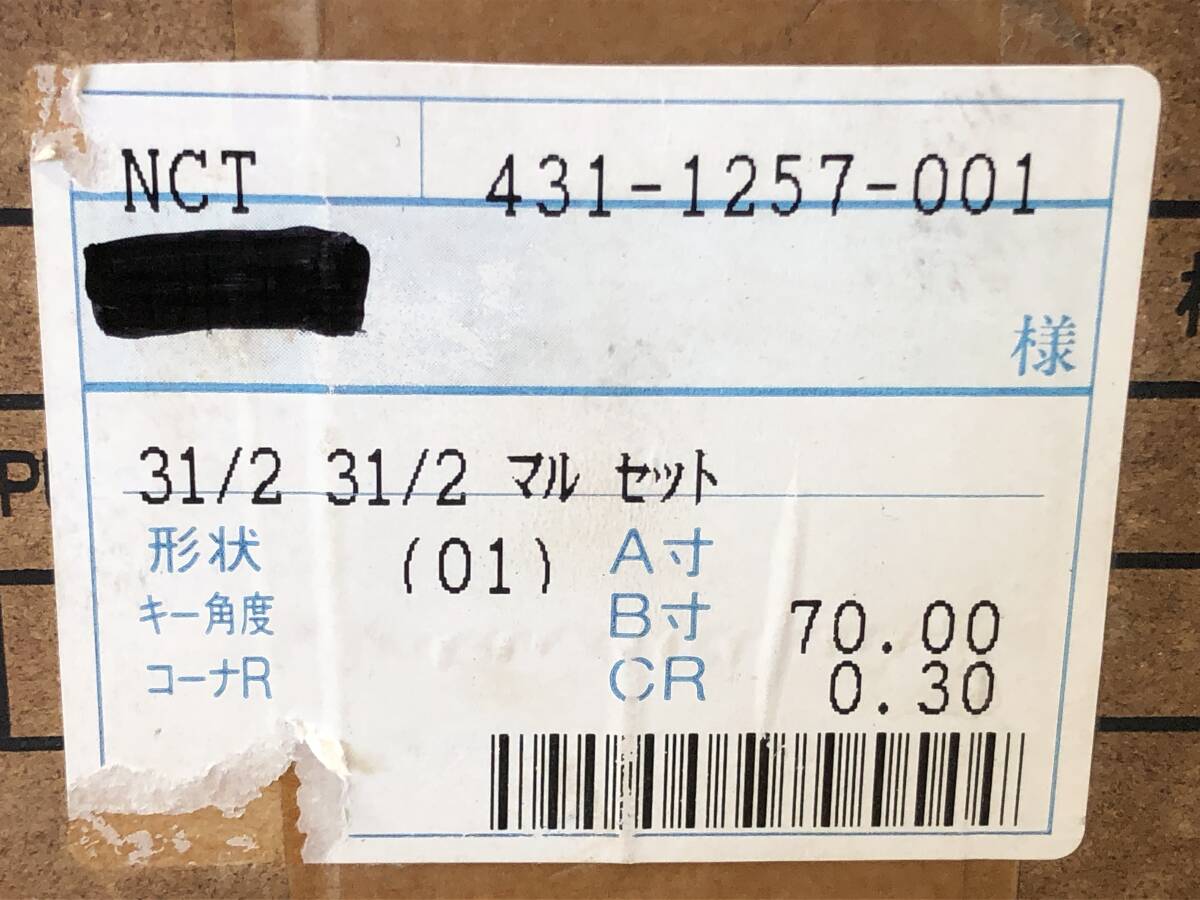 NCT 431-1257-001
様
31/2 31/2 マル セット
形状 (01) A寸
キー角度 B寸 70.00
コーナR CR 0.30